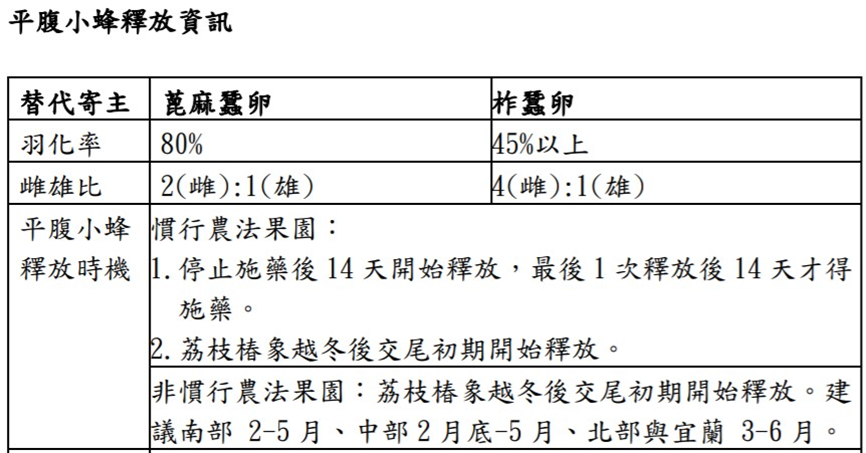 平腹小蜂釋放資訊
替代寄主 蓖麻蠶卵 柞蠶卵
羽化率 80% 45%以上
雌雄比 2(雌):1(雄) 4(雌):1(雄)
平腹小蜂 慣行農法果園：
釋放時機 1.停止施藥後 14 天開始釋放，最後 1 次釋放後 14 天才得
施藥。
2.荔枝椿象越冬後交尾初期開始釋放。
非慣行農法果園：荔枝椿象越冬後交尾初期開始釋放。建
議南部 2-5 月、中部 2 月底-5 月、北部與宜蘭 3-6 月。